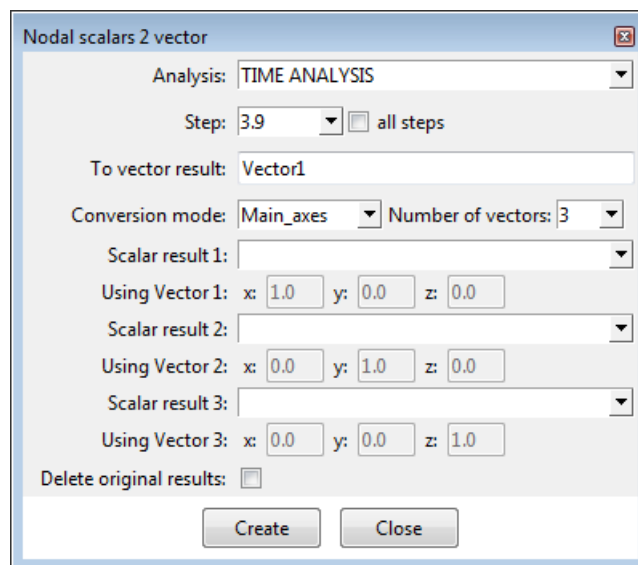 Nodal scalars 2 vector
Analysis: TIME ANALYSIS
Step: 3.9 all steps
To vector result: Vector1
Conversion mode: Main_axes Number of vectors: 3
Scalar result 1:
Using Vector 1: x: 1.0 y: 0.0 z: 0.0
Scalar result 2:
Using Vector 2: x: 0.0 y: 1.0 z: 0.0
Scalar result 3:
Using Vector 3: x: 0.0 y: 0.0 z: 1.0
Delete original results:
Create Close